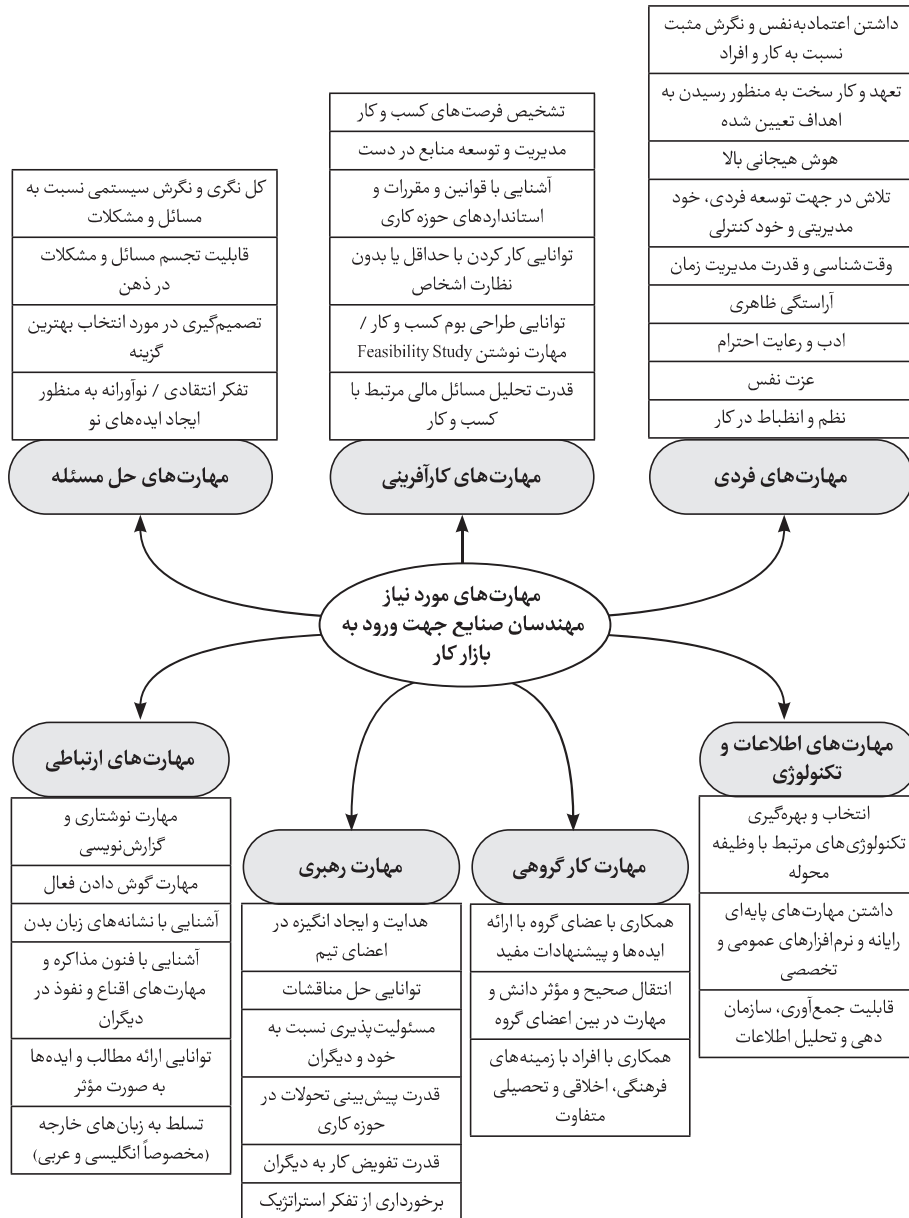 داشتن اعتمادبه‌نفس و نگرش مثبت
نسبت به کار و افراد
تعهد و کار سخت به منظور رسیدن به
اهداف تعیین شده
هوش هیجانی بالا
تلاش در جهت توسعه فردی، خود
مدیریتی و خود کنترلی
وقت‌شناسی و قدرت مدیریت زمان
آراستگی ظاهری
ادب و رعایت احترام
عزت نفس
نظم و انظباط در کار
مهارت‌های فردی
تشخیص فرصت‌های کسب و کار
مدیریت و توسعه منابع در دست
آشنایی با قوانین و مقررات و
استانداردهای حوزه کاری
توانایی کار کردن با حداقل یا بدون
نظارت اشخاص
توانایی طراحی بوم کسب و کار /
مهارت نوشتن Feasibility Study
قدرت تحلیل مسائل مالی مرتبط با
کسب و کار
مهارت‌های کارآفرینی
کل نگری و نگرش سیستمی نسبت به
مسائل و مشکلات
قابلیت تجسم مسائل و مشکلات
در ذهن
تصمیم‌گیری در مورد انتخاب بهترین
گزینه
تفکر انتقادی / نوآورانه به منظور
ایجاد ایده‌های نو
مهارت‌های حل مسئله
مهارت‌های مورد نیاز
مهندسان صنایع جهت ورود به
بازار کار
مهارت‌های اطلاعات و
تکنولوژی
انتخاب و بهره‌گیری
تکنولوژی‌های مرتبط با وظیفه
محوله
داشتن مهارت‌های پایه‌ای
رایانه و نرم‌افزارهای عمومی و
تخصصی
قابلیت جمع‌آوری، سازمان
دهی و تحلیل اطلاعات
مهارت کار گروهی
همکاری با عضای گروه با ارائه
ایده‌ها و پیشنهادات مفید
انتقال صحیح و مؤثر دانش و
مهارت در بین اعضای گروه
همکاری با افراد با زمینه‌های
فرهنگی، اخلاقی و تحصیلی
متفاوت
مهارت رهبری
هدایت و ایجاد انگیزه در
اعضای تیم
توانایی حل مناقشات
مسئولیت‌پذیری نسبت به
خود و دیگران
قدرت پیش‌بینی تحولات در
حوزه کاری
قدرت تفویض کار به دیگران
برخورداری از تفکر استراتژیک
مهارت‌های ارتباطی
مهارت نوشتاری و
گزارش‌نویسی
مهارت گوش دادن فعال
آشنایی با نشانه‌های زبان بدن
آشنایی با فنون مذاکره و
مهارت‌های اقناع و نفوذ در
دیگران
توانایی ارائه مطالب و ایده‌ها
به صورت مؤثر
تسلط به زبان‌های خارجه
(مخصوصاً انگلیسی و عربی)